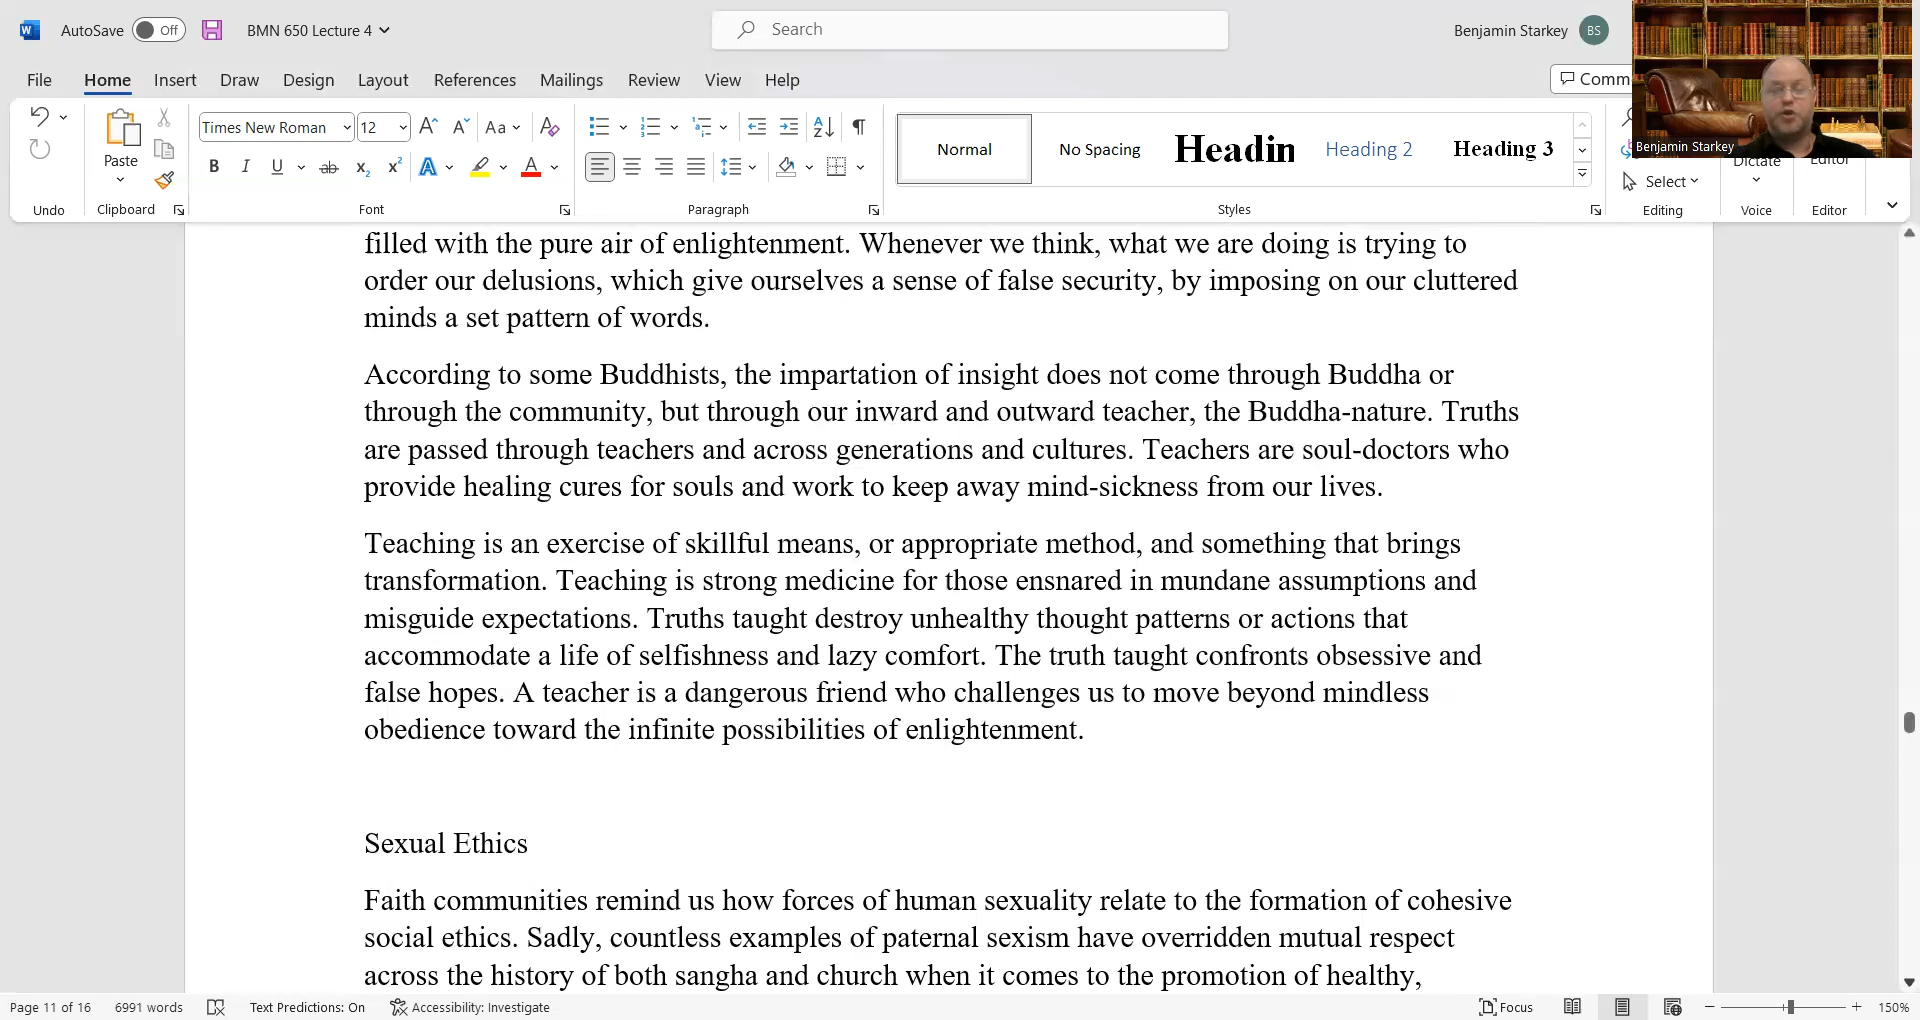 AutoSave Off BMN 650 Lecture 4 Search Benjamin Starkey BS
File Home Insert Draw Design Layout References Mailings Review View Help Comm
Times New Roman 12 Aa
Paste
B I U ab x2 x2 A A
Normal No Spacing Headin Heading 2 Heading 3
Benjamin Starkey
Select Dictate Editor
Undo Clipboard Font Paragraph Styles Editing Voice Editor
filled with the pure air of enlightenment. Whenever we think, what we are doing is trying to
order our delusions, which give ourselves a sense of false security, by imposing on our cluttered
minds a set pattern of words.
According to some Buddhists, the impartation of insight does not come through Buddha or
through the community, but through our inward and outward teacher, the Buddha-nature. Truths
are passed through teachers and across generations and cultures. Teachers are soul-doctors who
provide healing cures for souls and work to keep away mind-sickness from our lives.
Teaching is an exercise of skillful means, or appropriate method, and something that brings
transformation. Teaching is strong medicine for those ensnared in mundane assumptions and
misguide expectations. Truths taught destroy unhealthy thought patterns or actions that
accommodate a life of selfishness and lazy comfort. The truth taught confronts obsessive and
false hopes. A teacher is a dangerous friend who challenges us to move beyond mindless
obedience toward the infinite possibilities of enlightenment.
Sexual Ethics
Faith communities remind us how forces of human sexuality relate to the formation of cohesive
social ethics. Sadly, countless examples of paternal sexism have overridden mutual respect
across the history of both sangha and church when it comes to the promotion of healthy,
Page 11 of 16 6991 words Text Predictions: On Accessibility: Investigate Focus 150%